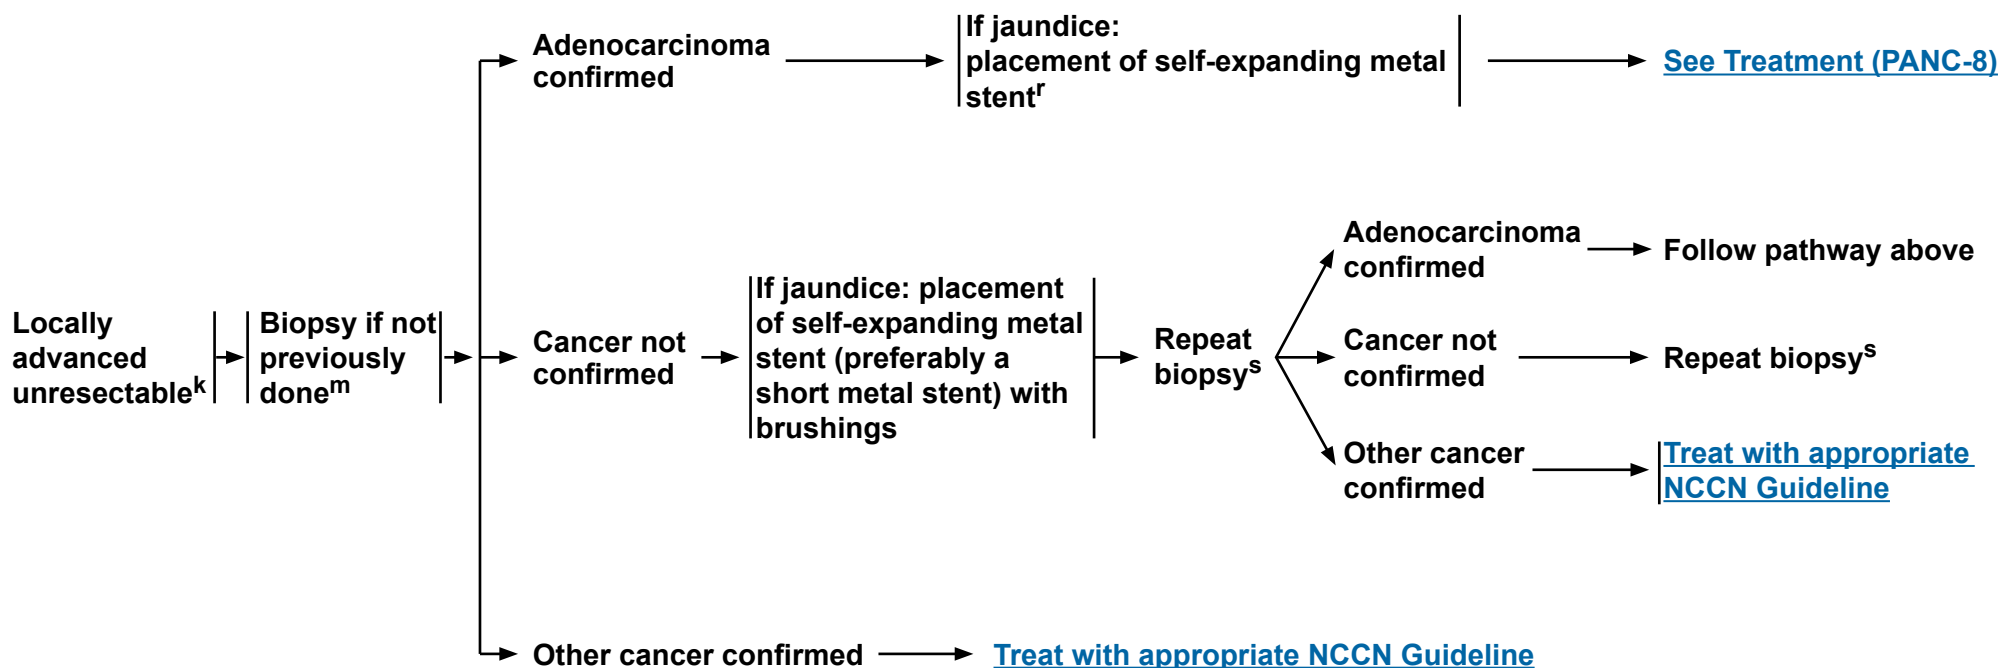 Adenocarcinoma
confirmed
If jaundice:
placement of self-expanding metal
stentʳ
See Treatment (PANC-8)
Locally
advanced
unresectableᵏ
Biopsy if not
previously
doneᵐ
Cancer not
confirmed
If jaundice: placement
of self-expanding metal
stent (preferably a
short metal stent) with
brushings
Repeat
biopsyˢ
Adenocarcinoma
confirmed
Follow pathway above
Cancer not
confirmed
Repeat biopsyˢ
Other cancer
confirmed
Treat with appropriate
NCCN Guideline
Other cancer confirmed
Treat with appropriate NCCN Guideline